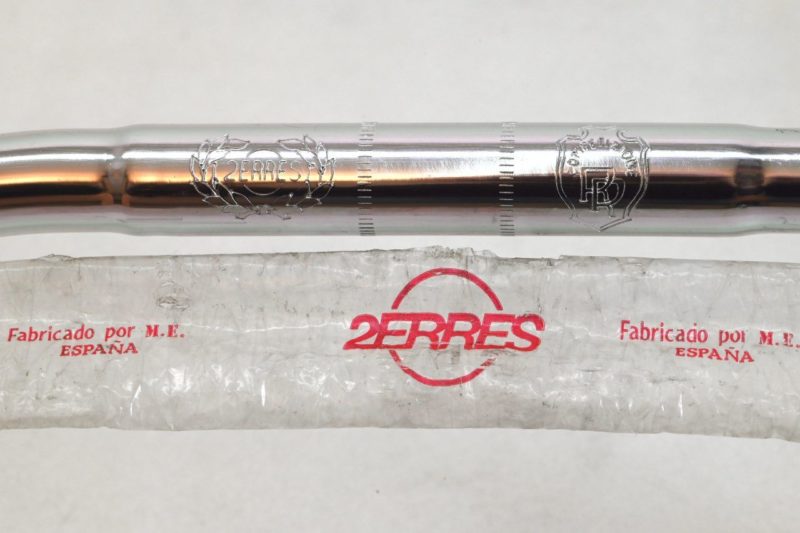 2ERRES
2ERRES
Fabricado por M.E.
ESPAÑA
Fabricado por M.E.
ESPAÑA